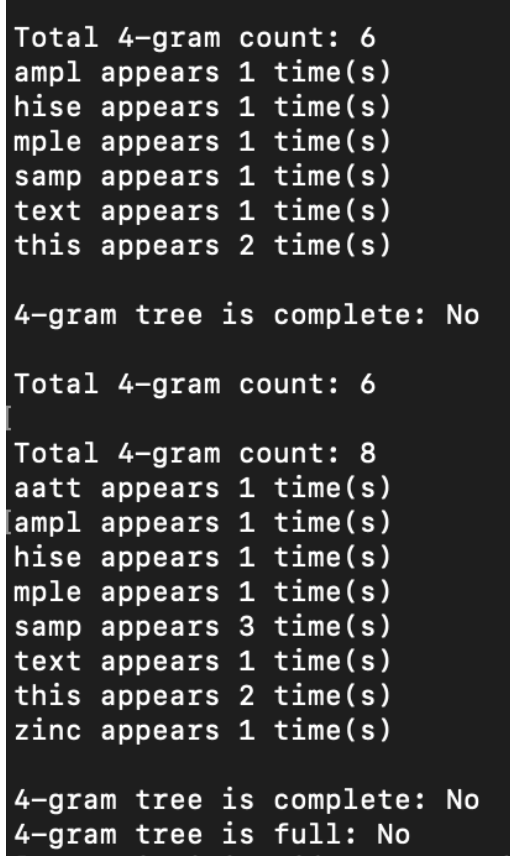 Total 4-gram count: 6
ampl appears 1 time(s)
hise appears 1 time(s)
mple appears 1 time(s)
samp appears 1 time(s)
text appears 1 time(s)
this appears 2 time(s)
4-gram tree is complete: No
Total 4-gram count: 6
[
Total 4-gram count: 8
aatt appears 1 time(s)
[ampl appears 1 time(s)
hise appears 1 time(s)
mple appears 1 time(s)
samp appears 3 time(s)
text appears 1 time(s)
this appears 2 time(s)
zinc appears 1 time(s)
4-gram tree is complete: No
4-gram tree is full: No